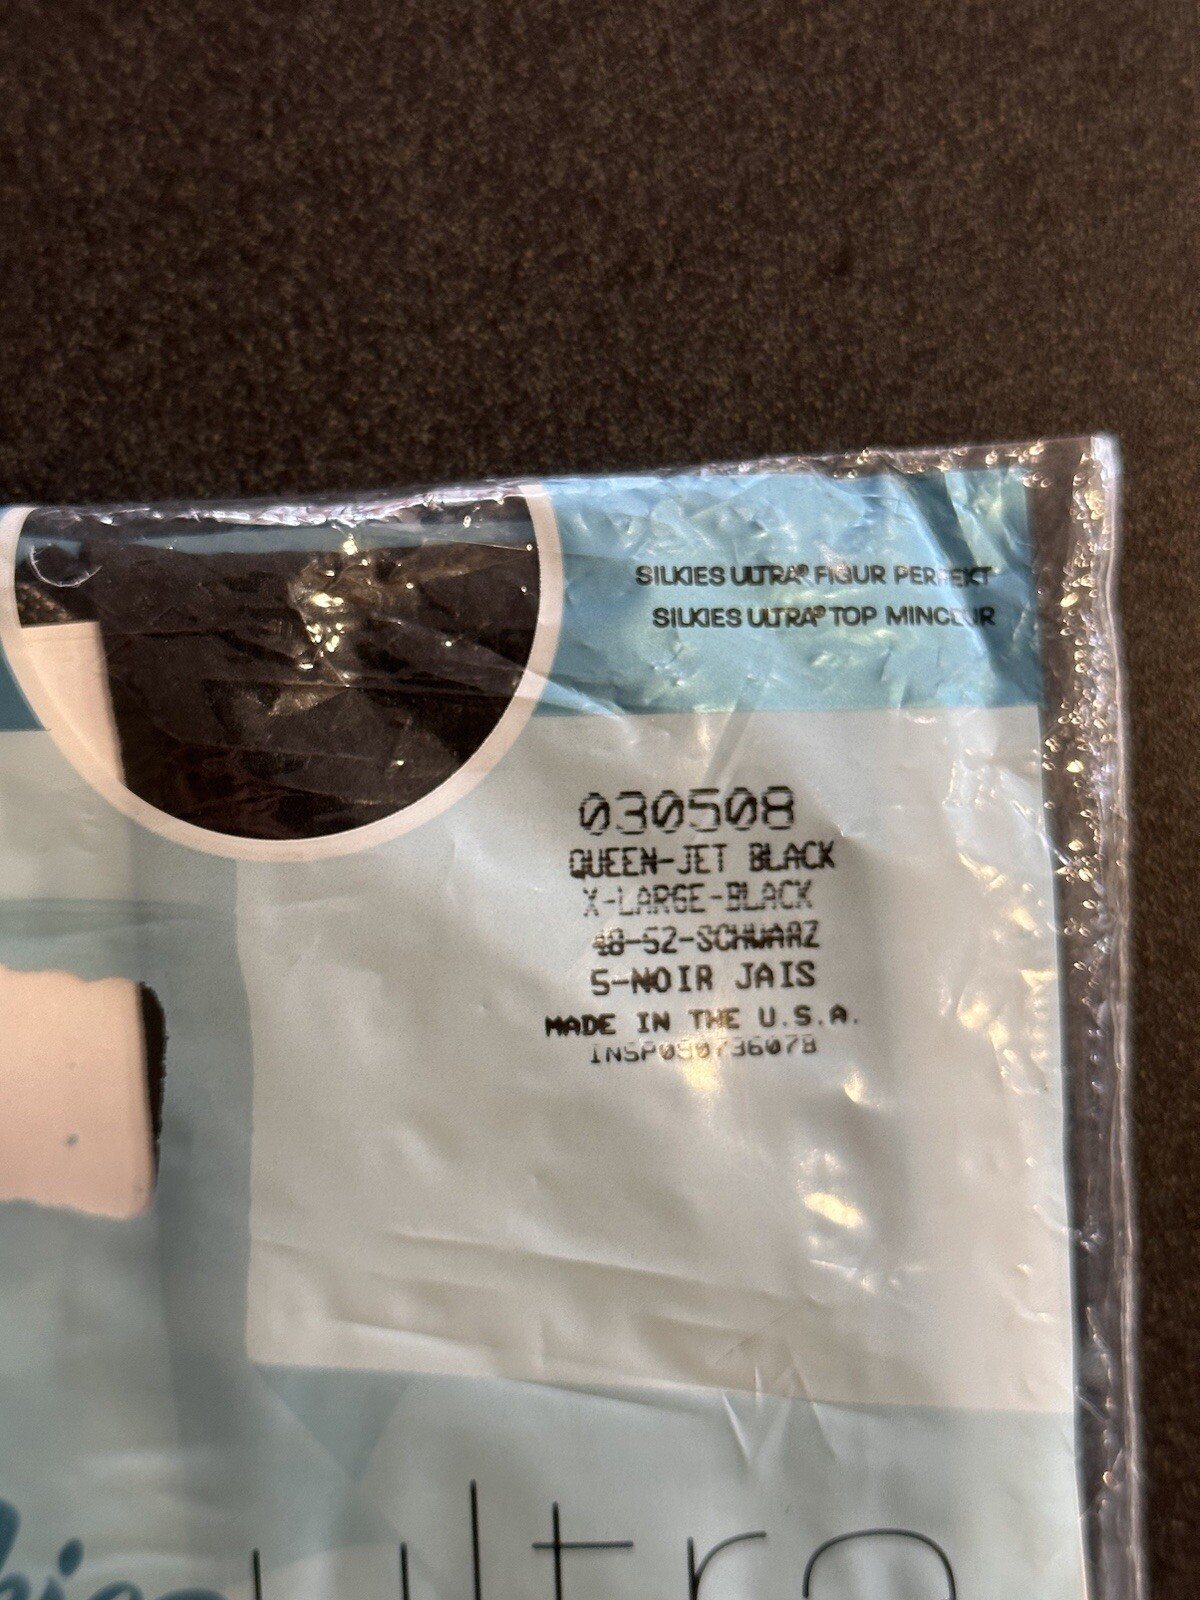 SILKIES ULTRA® FIGUR PERFEKT
SILKIES ULTRA® TOP MINCEUR
030508
QUEEN-JET BLACK
X-LARGE-BLACK
48-52-SCHWARZ
5-NOIR JAIS
MADE IN THE U.S.A.
ultra